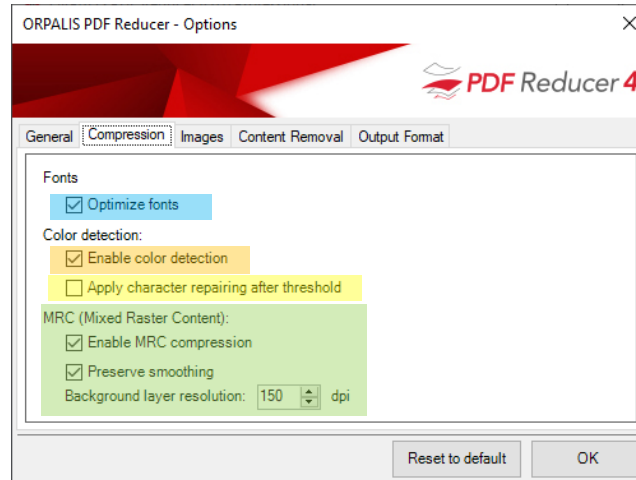 ORPALIS PDF Reducer - Options
PDF Reducer 4
General Compression Images Content Removal Output Format
Fonts
Optimize fonts
Color detection:
Enable color detection
Apply character repairing after threshold
MRC (Mixed Raster Content):
Enable MRC compression
Preserve smoothing
Background layer resolution: 150 dpi
Reset to default OK